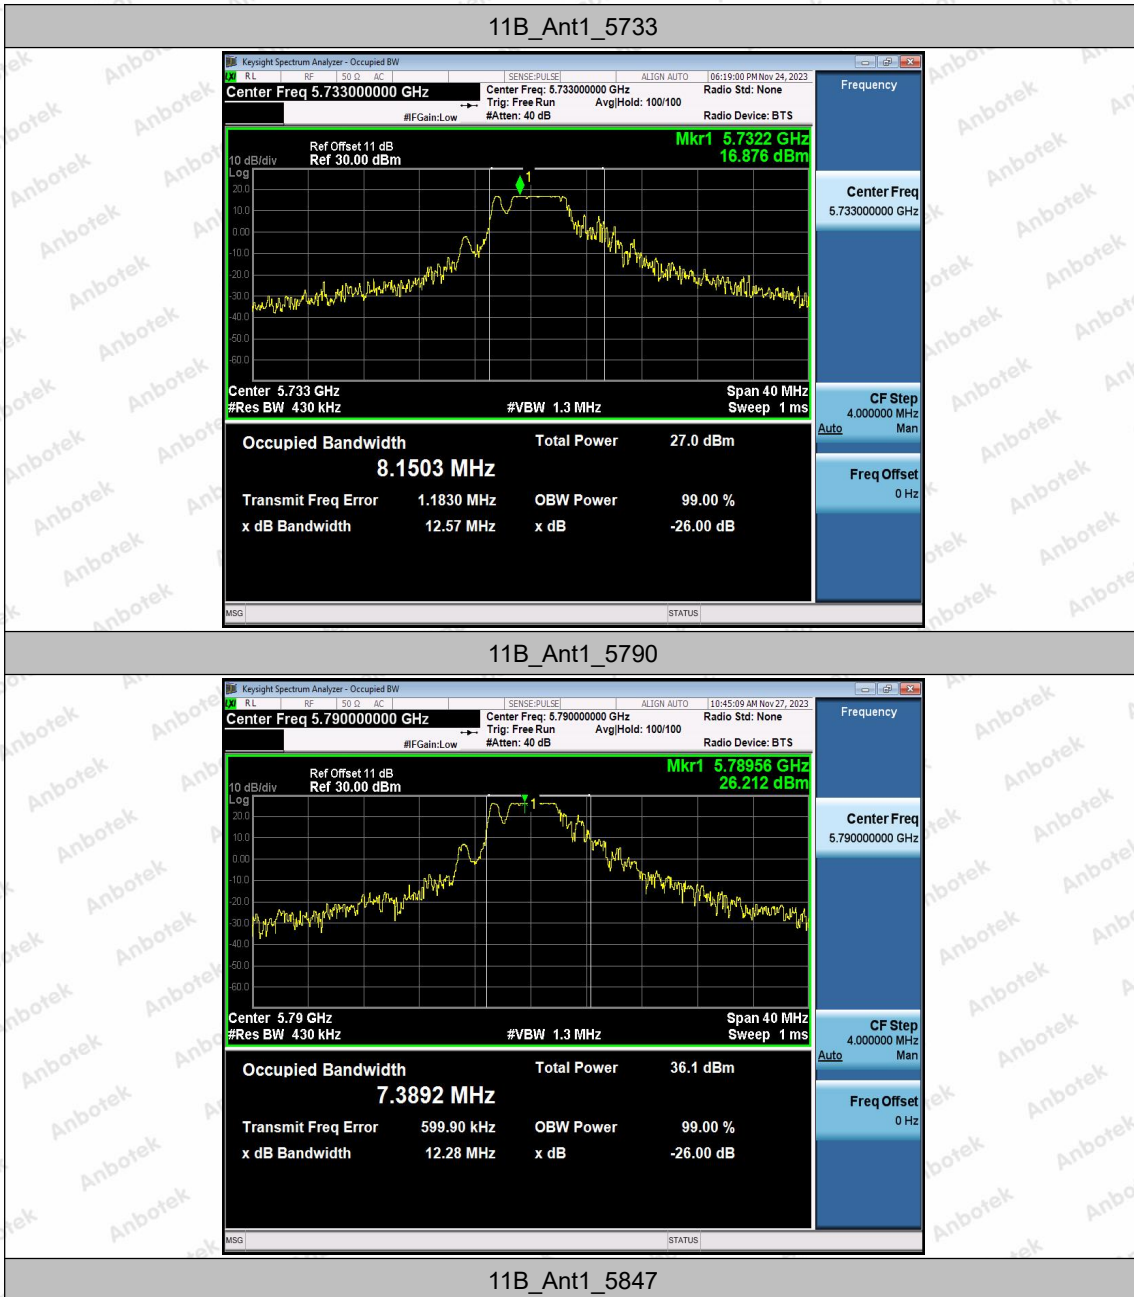 11B_Ant1_5733
Keysight Spectrum Analyzer - Occupied BW
LXI RL RF 50 Ω AC SENSE:PULSE ALIGN AUTO 06:19:00 PM Nov 24, 2023
Center Freq 5.733000000 GHz Center Freq: 5.733000000 GHz Radio Std: None
Trig: Free Run Avg|Hold: 100/100
#IFGain:Low #Atten: 40 dB Radio Device: BTS
Frequency
Mkr1 5.7322 GHz
16.876 dBm
Ref Offset 11 dB
10 dB/div Ref 30.00 dBm
Log
20.0
10.0
0.00
-10.0
-20.0
-30.0
-40.0
-50.0
-60.0
1
Center Freq
5.733000000 GHz
Center 5.733 GHz Span 40 MHz
#Res BW 430 kHz #VBW 1.3 MHz Sweep 1 ms
CF Step
4.000000 MHz
Auto Man
Occupied Bandwidth Total Power 27.0 dBm
8.1503 MHz
Transmit Freq Error 1.1830 MHz OBW Power 99.00 %
x dB Bandwidth 12.57 MHz x dB -26.00 dB
Freq Offset
0 Hz
MSG STATUS
11B_Ant1_5790
Keysight Spectrum Analyzer - Occupied BW
LXI RL RF 50 Ω AC SENSE:PULSE ALIGN AUTO 10:45:09 AM Nov 27, 2023
Center Freq 5.790000000 GHz Center Freq: 5.790000000 GHz Radio Std: None
Trig: Free Run Avg|Hold: 100/100
#IFGain:Low #Atten: 40 dB Radio Device: BTS
Frequency
Mkr1 5.78956 GHz
26.212 dBm
Ref Offset 11 dB
10 dB/div Ref 30.00 dBm
Log
20.0
10.0
0.00
-10.0
-20.0
-30.0
-40.0
-50.0
-60.0
1
Center Freq
5.790000000 GHz
Center 5.79 GHz Span 40 MHz
#Res BW 430 kHz #VBW 1.3 MHz Sweep 1 ms
CF Step
4.000000 MHz
Auto Man
Occupied Bandwidth Total Power 36.1 dBm
7.3892 MHz
Transmit Freq Error 599.90 kHz OBW Power 99.00 %
x dB Bandwidth 12.28 MHz x dB -26.00 dB
Freq Offset
0 Hz
MSG STATUS
11B_Ant1_5847
Anbotek